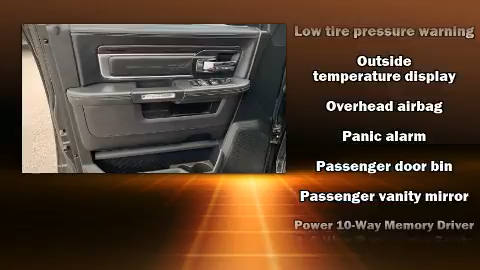 Low tire pressure warning
Outside
temperature display
Overhead airbag
Panic alarm
Passenger door bin
Passenger vanity mirror
Power 10-Way Memory Driver